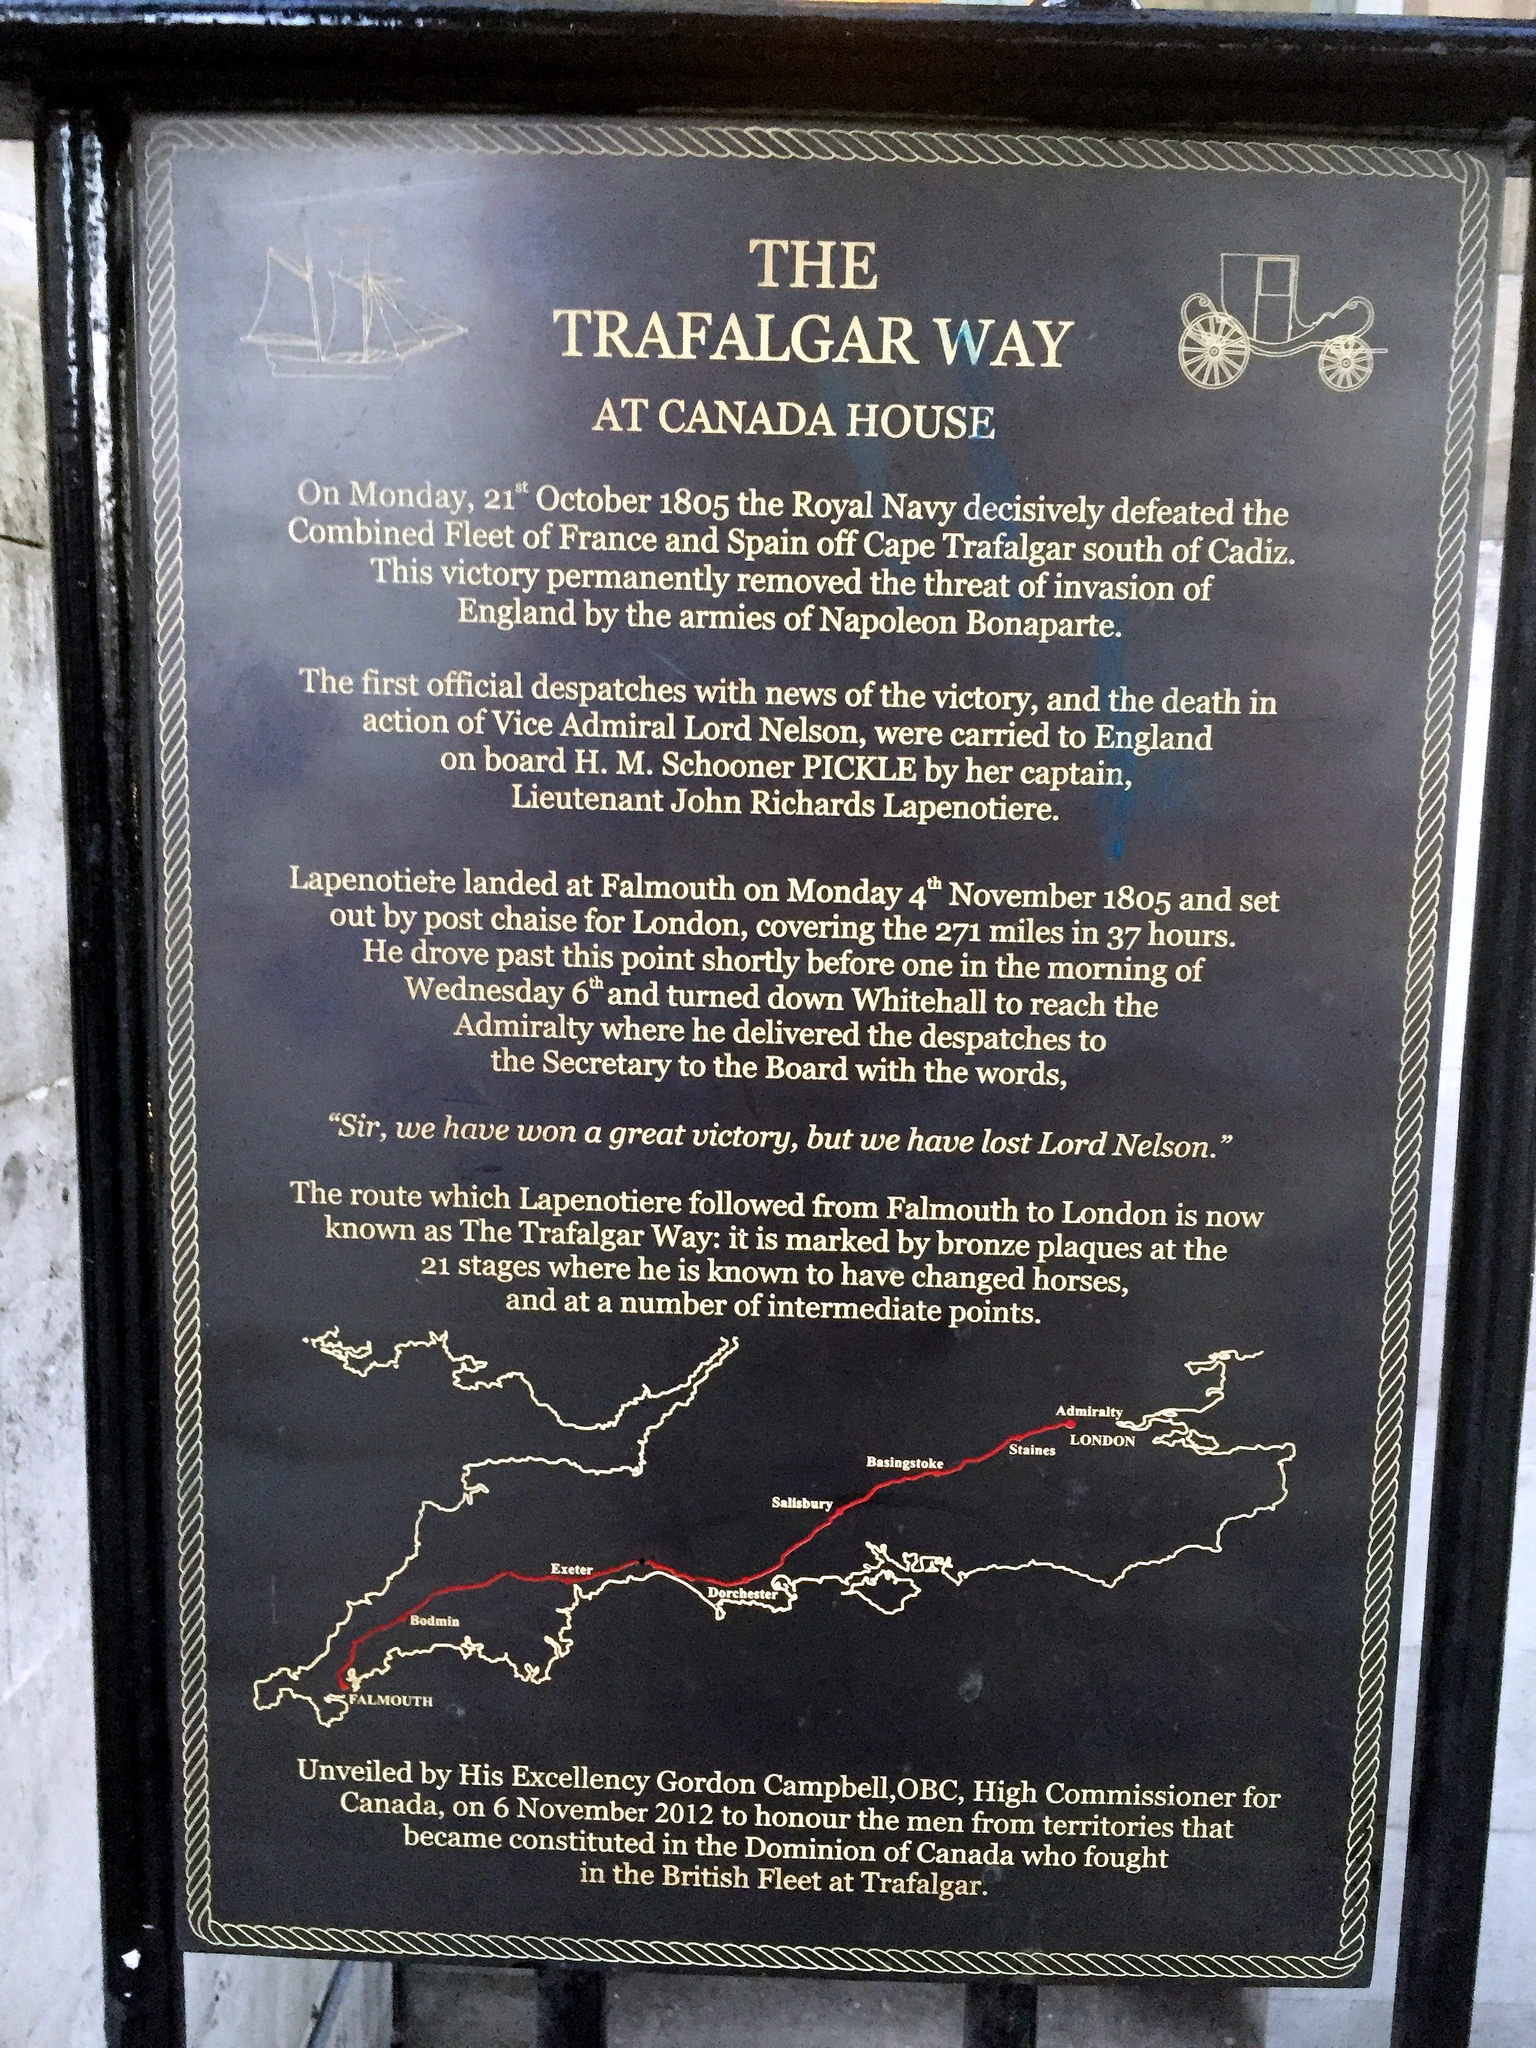 THE
TRAFALGAR WAY
AT CANADA HOUSE
On Monday, 21st October 1805 the Royal Navy decisively defeated the
Combined Fleet of France and Spain off Cape Trafalgar south of Cadiz.
This victory permanently removed the threat of invasion of
England by the armies of Napoleon Bonaparte.
The first official despatches with news of the victory, and the death in
action of Vice Admiral Lord Nelson, were carried to England
on board H. M. Schooner PICKLE by her captain,
Lieutenant John Richards Lapenotiere.
Lapenotiere landed at Falmouth on Monday 4th November 1805 and set
out by post chaise for London, covering the 271 miles in 37 hours.
He drove past this point shortly before one in the morning of
Wednesday 6th and turned down Whitehall to reach the
Admiralty where he delivered the despatches to
the Secretary to the Board with the words,
“Sir, we have won a great victory, but we have lost Lord Nelson.”
The route which Lapenotiere followed from Falmouth to London is now
known as The Trafalgar Way: it is marked by bronze plaques at the
21 stages where he is known to have changed horses,
and at a number of intermediate points.
Admiralty
LONDON
Staines
Basingstoke
Salisbury
Exeter
Dorchester
Bodmin
FALMOUTH
Unveiled by His Excellency Gordon Campbell,OBC, High Commissioner for
Canada, on 6 November 2012 to honour the men from territories that
became constituted in the Dominion of Canada who fought
in the British Fleet at Trafalgar.